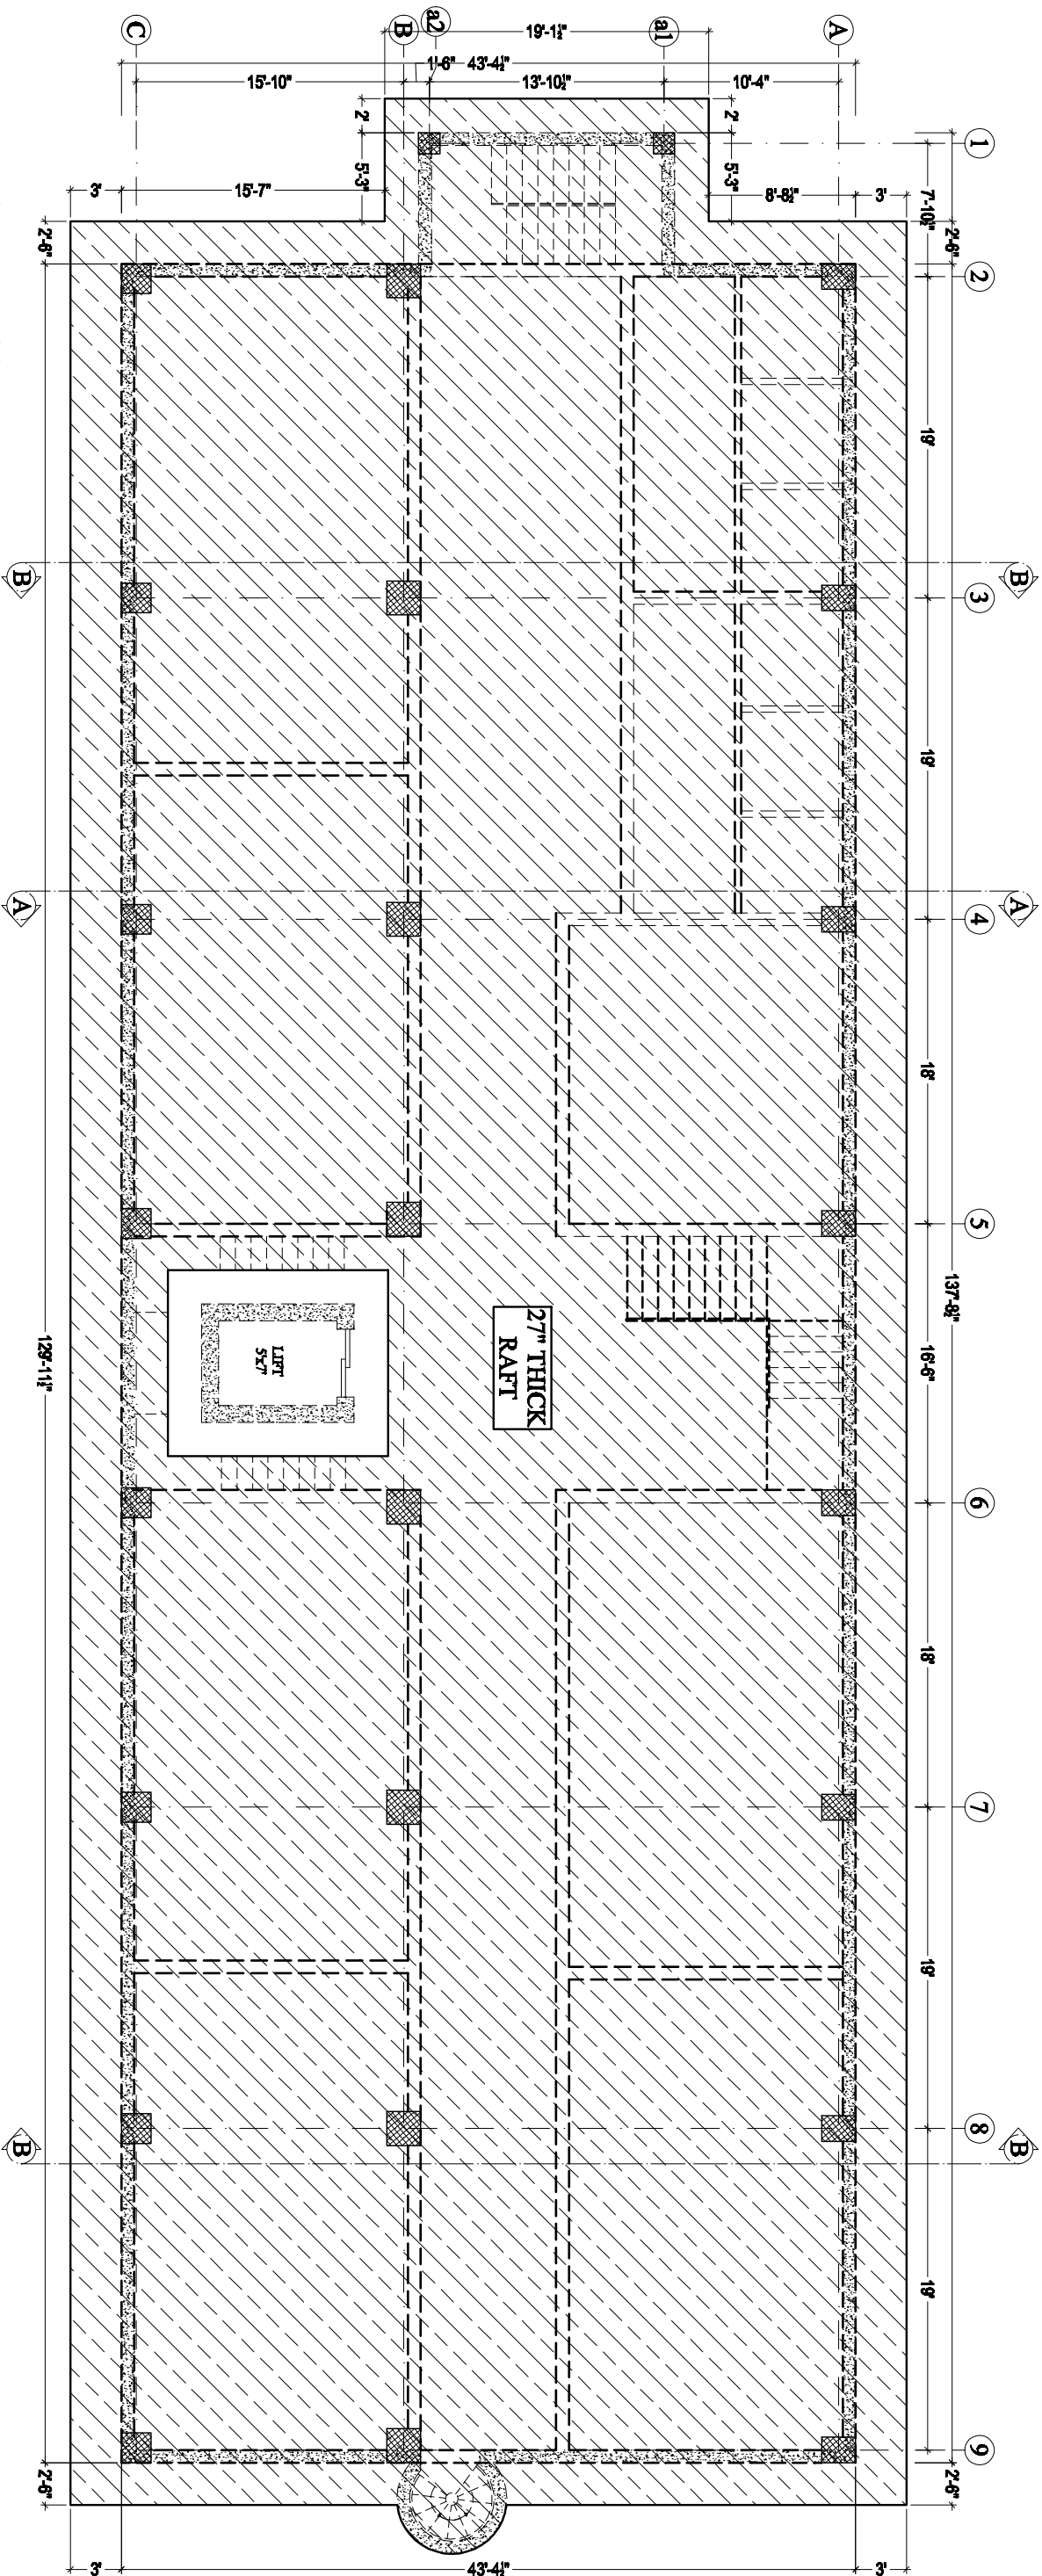 B
A
B
1
2
3
4
5
6
7
8
9
2'-6"
137'-8½"
2'-6"
7'-10½"
19'
19'
18'
16'-6"
18'
19'
19'
3'
3'
A
10'-4"
8'-8½"
a1
2'
5'-3"
13'-10½"
19'-1½"
43'-4½"
1'-6"
a2
B
2'
5'-3"
27" THICK
RAFT
43'-4½"
15'-10"
15'-7"
LIFT
5'x7'
C
3'
3'
2'-6"
129'-11½"
2'-6"
B
A
B